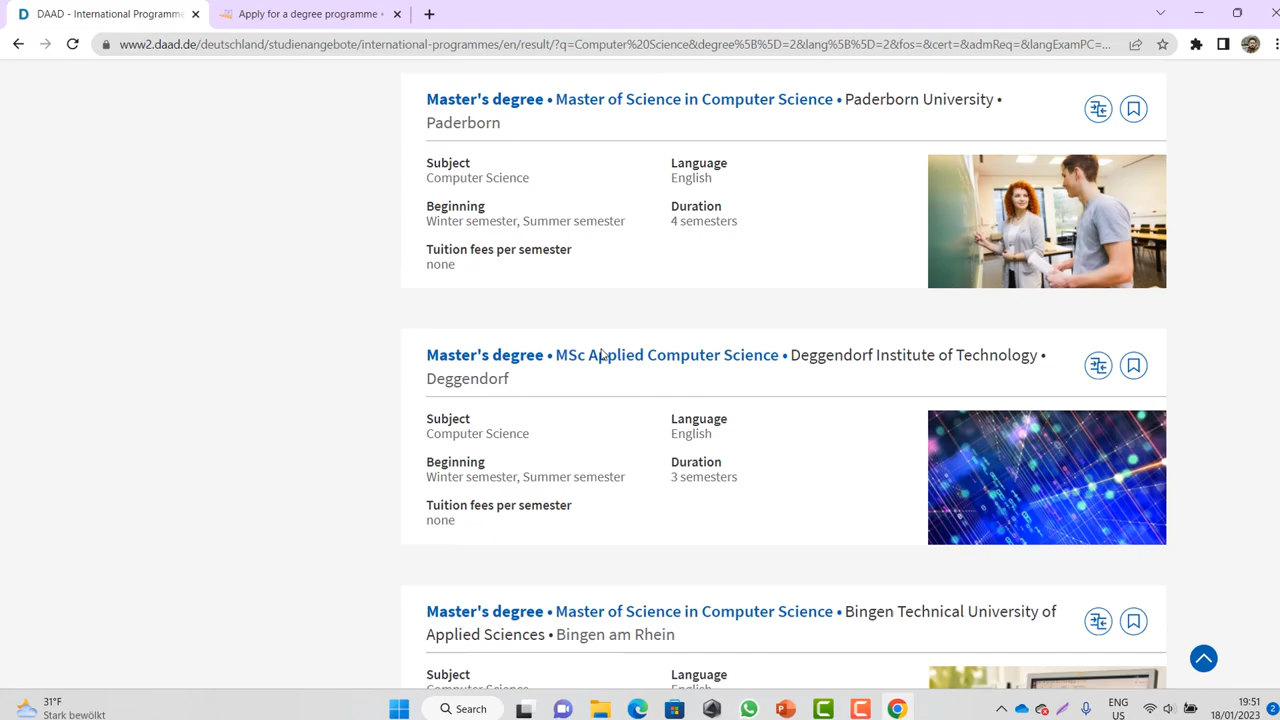 DAAD - International Programme
Apply for a degree programme
www2.daad.de/deutschland/studienangebote/international-programmes/en/result/?q=Computer%20Science&degree%5B%5D=2&lang%5B%5D=2&fos=&cert=&admReq=&langExamPC=...
Master's degree • Master of Science in Computer Science • Paderborn University •
Paderborn
Subject
Language
Computer Science
English
Beginning
Duration
Winter semester, Summer semester
4 semesters
Tuition fees per semester
none
Master's degree • MSc Applied Computer Science • Deggendorf Institute of Technology •
Deggendorf
Subject
Language
Computer Science
English
Beginning
Duration
Winter semester, Summer semester
3 semesters
Tuition fees per semester
none
Master's degree • Master of Science in Computer Science • Bingen Technical University of
Applied Sciences • Bingen am Rhein
Subject
Language
Computer Science
English
31°F
Stark bewölkt
Search
ENG
US
19:51
18/01/2023
2